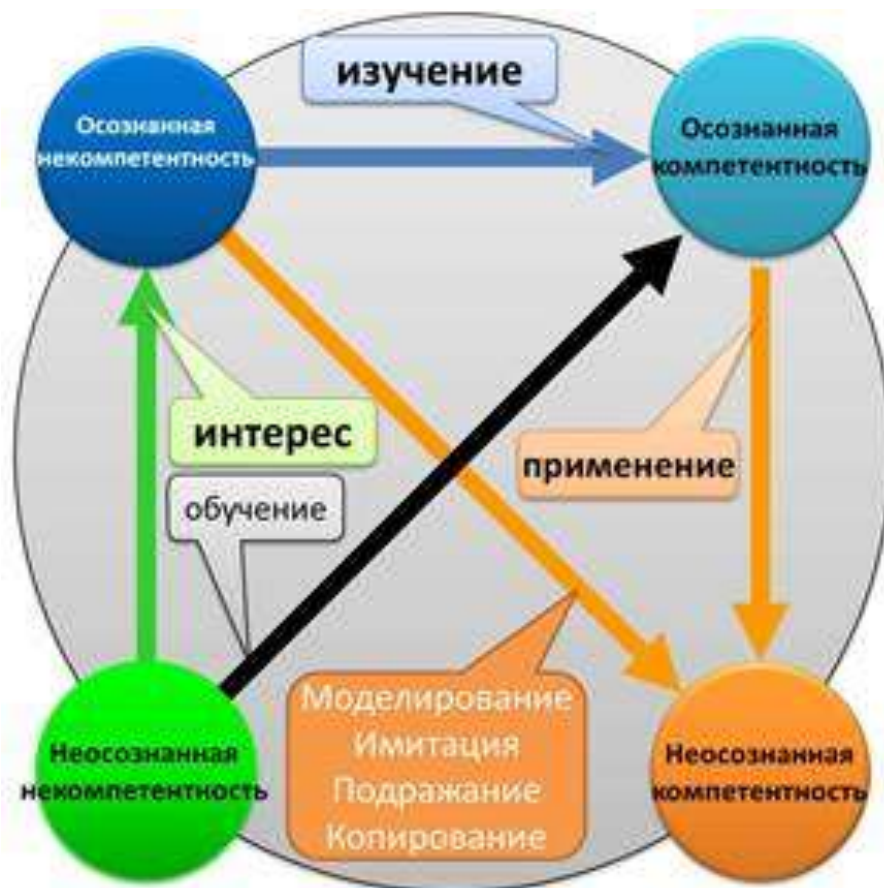 изучение
Осознанная
некомпетентность
Осознанная
компетентность
интерес
применение
обучение
Моделирование
Имитация
Подражание
Копирование
Неосознанная
некомпетентность
Неосознанная
компетентность